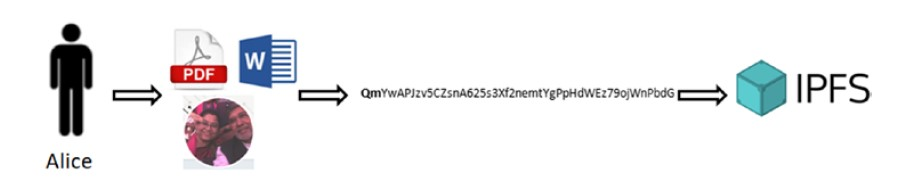 PDF
W
QmYwAPJzv5CZsnA625s3Xf2nemtYgPpHdWEz79ojWnPbdG
IPFS
Alice